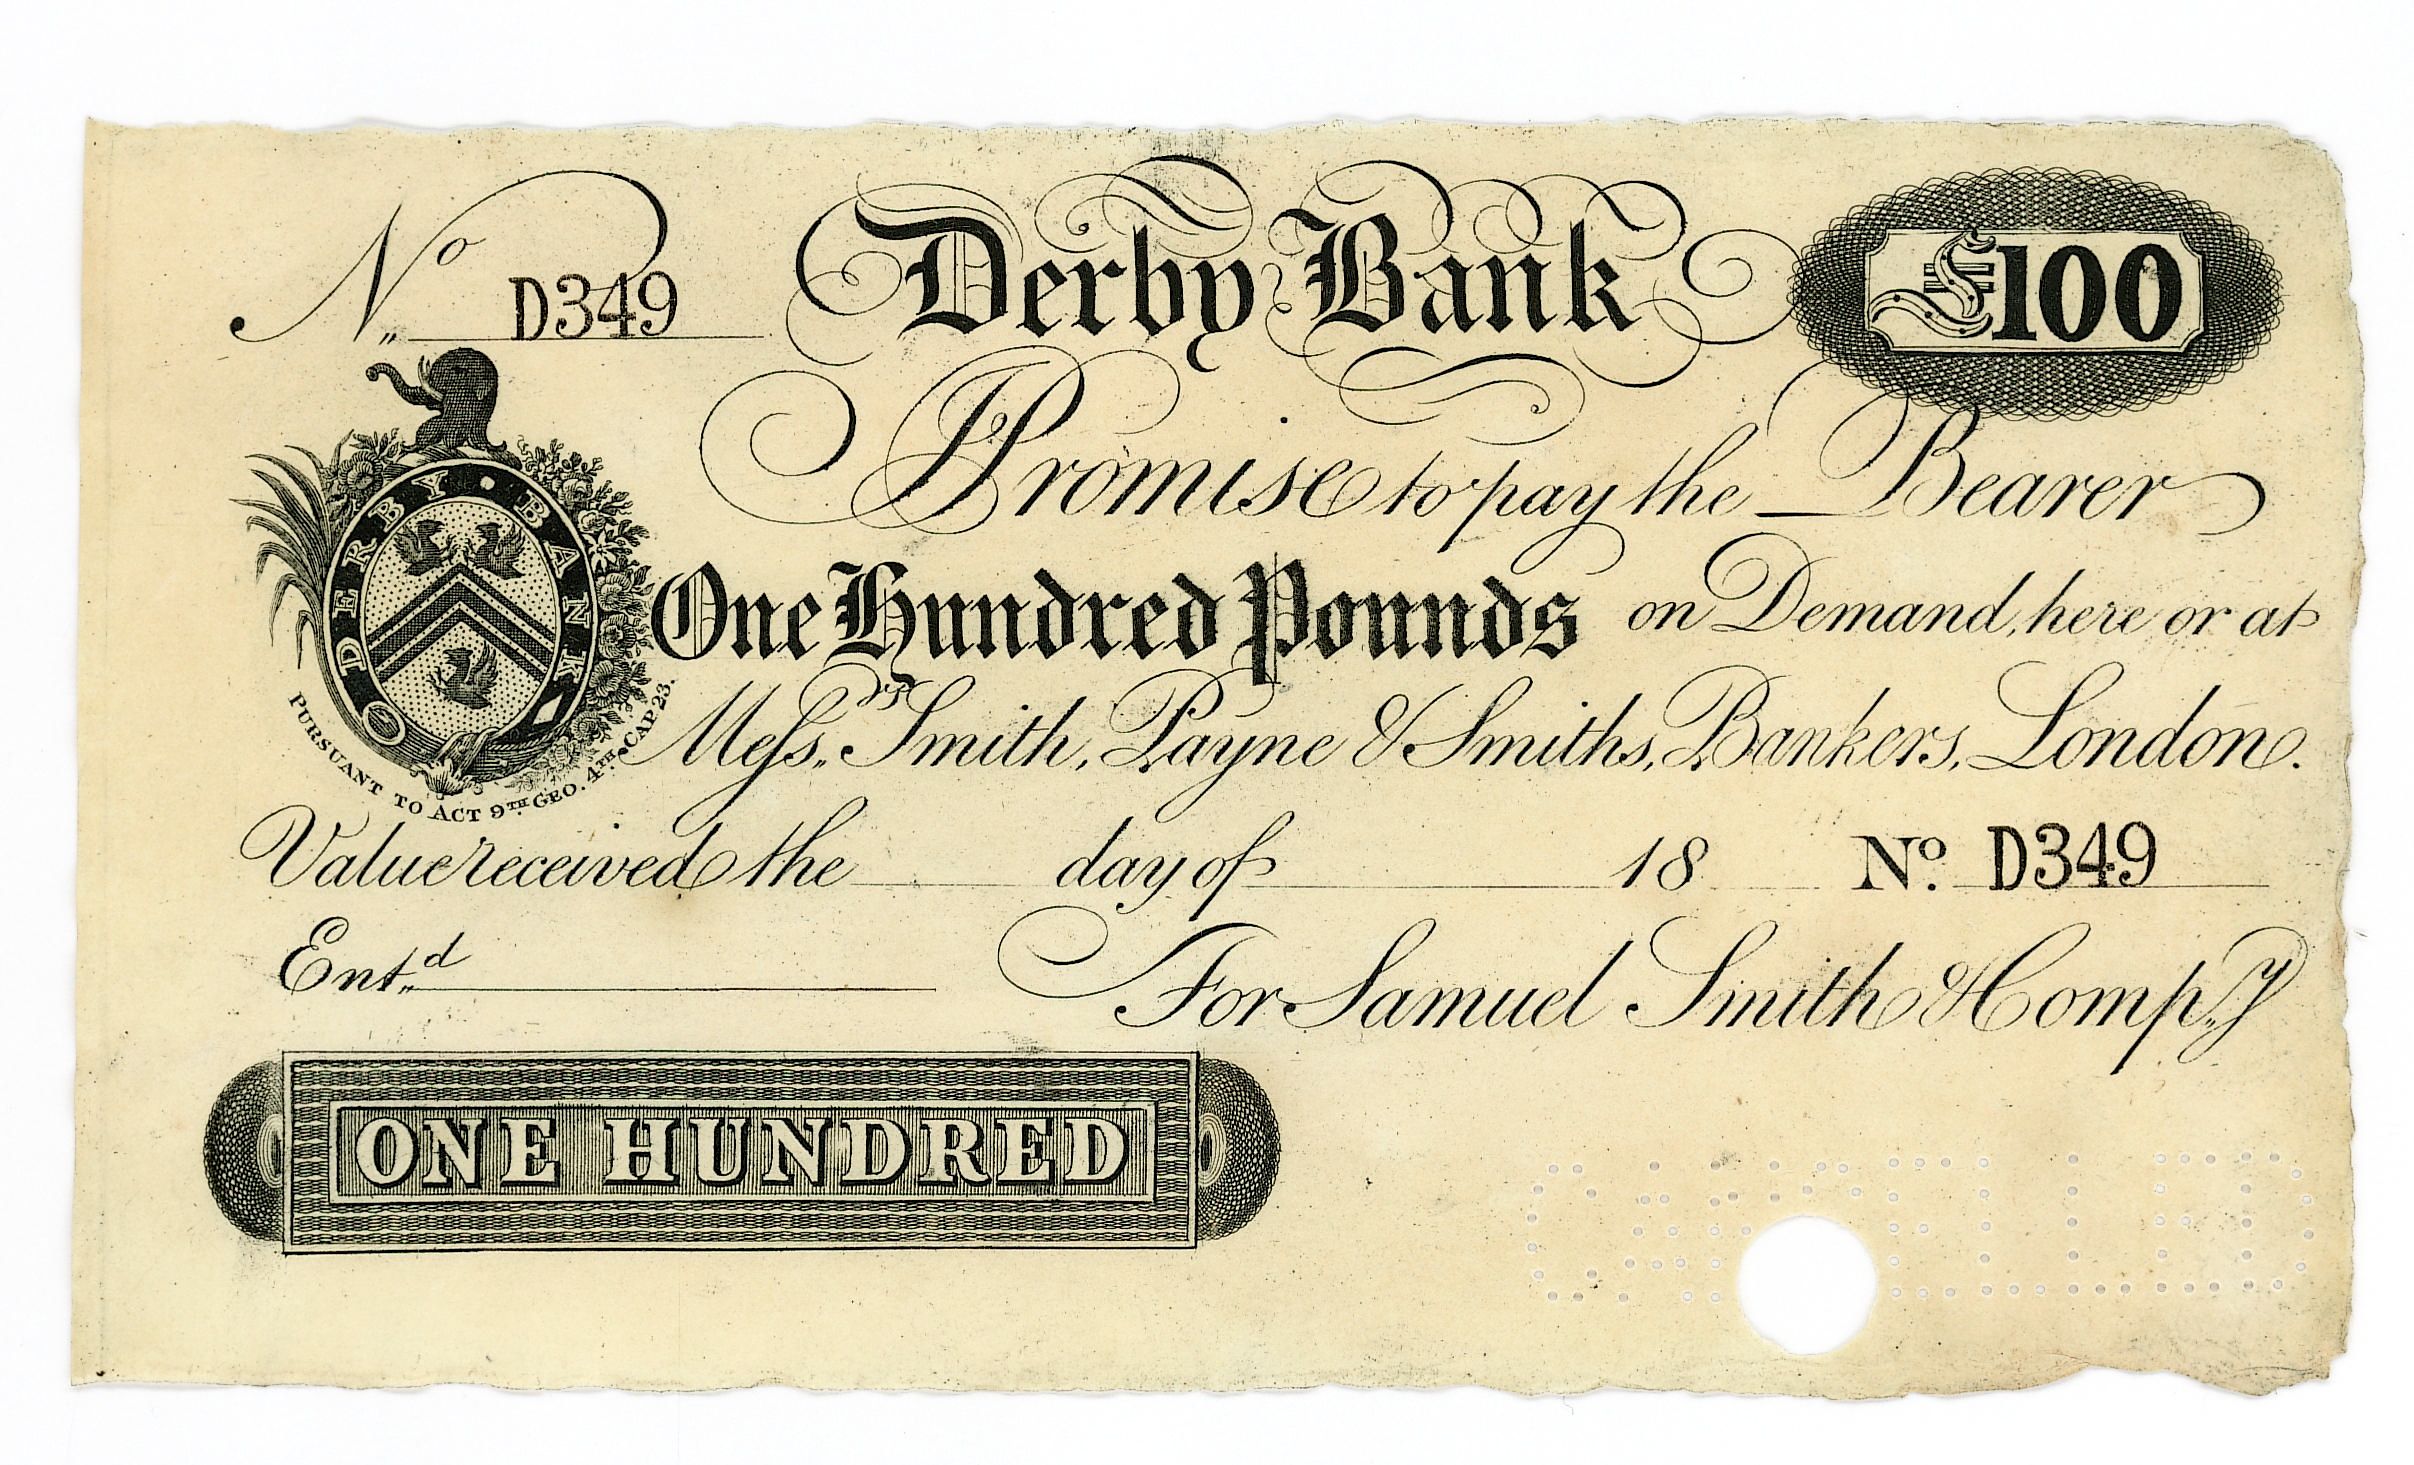 No. D349 Derby Bank £100
I Promise to pay the Bearer
DERBY · BANK
One Hundred Pounds on Demand, here or at
Messrs. Smith, Payne & Smiths, Bankers, London.
PURSUANT TO ACT 9TH GEO. 4TH CAP 23.
Value received the day of 18 No. D349
Entd. For Samuel Smith & Compy.
ONE HUNDRED
CANCELLED